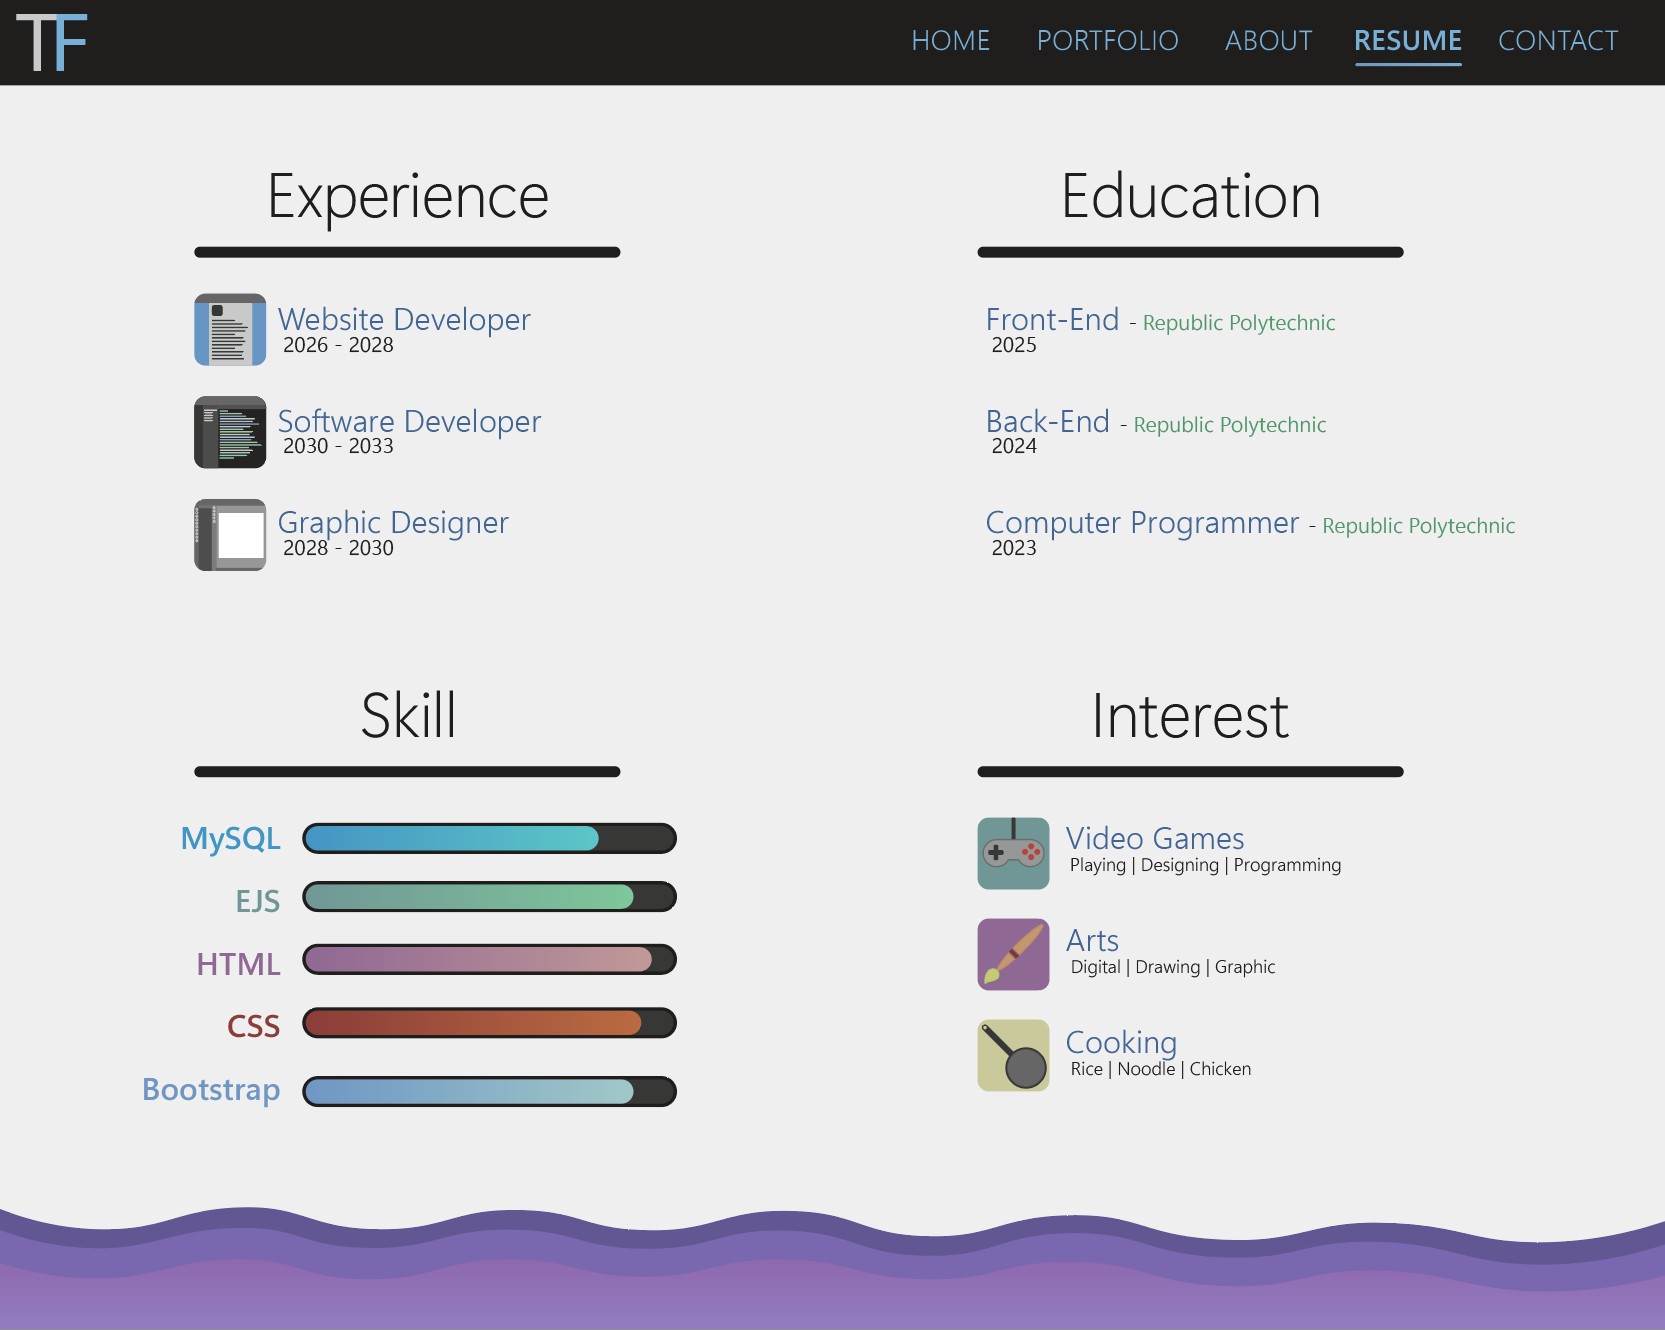 TF
HOME PORTFOLIO ABOUT RESUME CONTACT
Experience
Website Developer
2026 - 2028
Software Developer
2030 - 2033
Graphic Designer
2028 - 2030
Education
Front-End - Republic Polytechnic
2025
Back-End - Republic Polytechnic
2024
Computer Programmer - Republic Polytechnic
2023
Skill
MySQL
EJS
HTML
CSS
Bootstrap
Interest
Video Games
Playing | Designing | Programming
Arts
Digital | Drawing | Graphic
Cooking
Rice | Noodle | Chicken